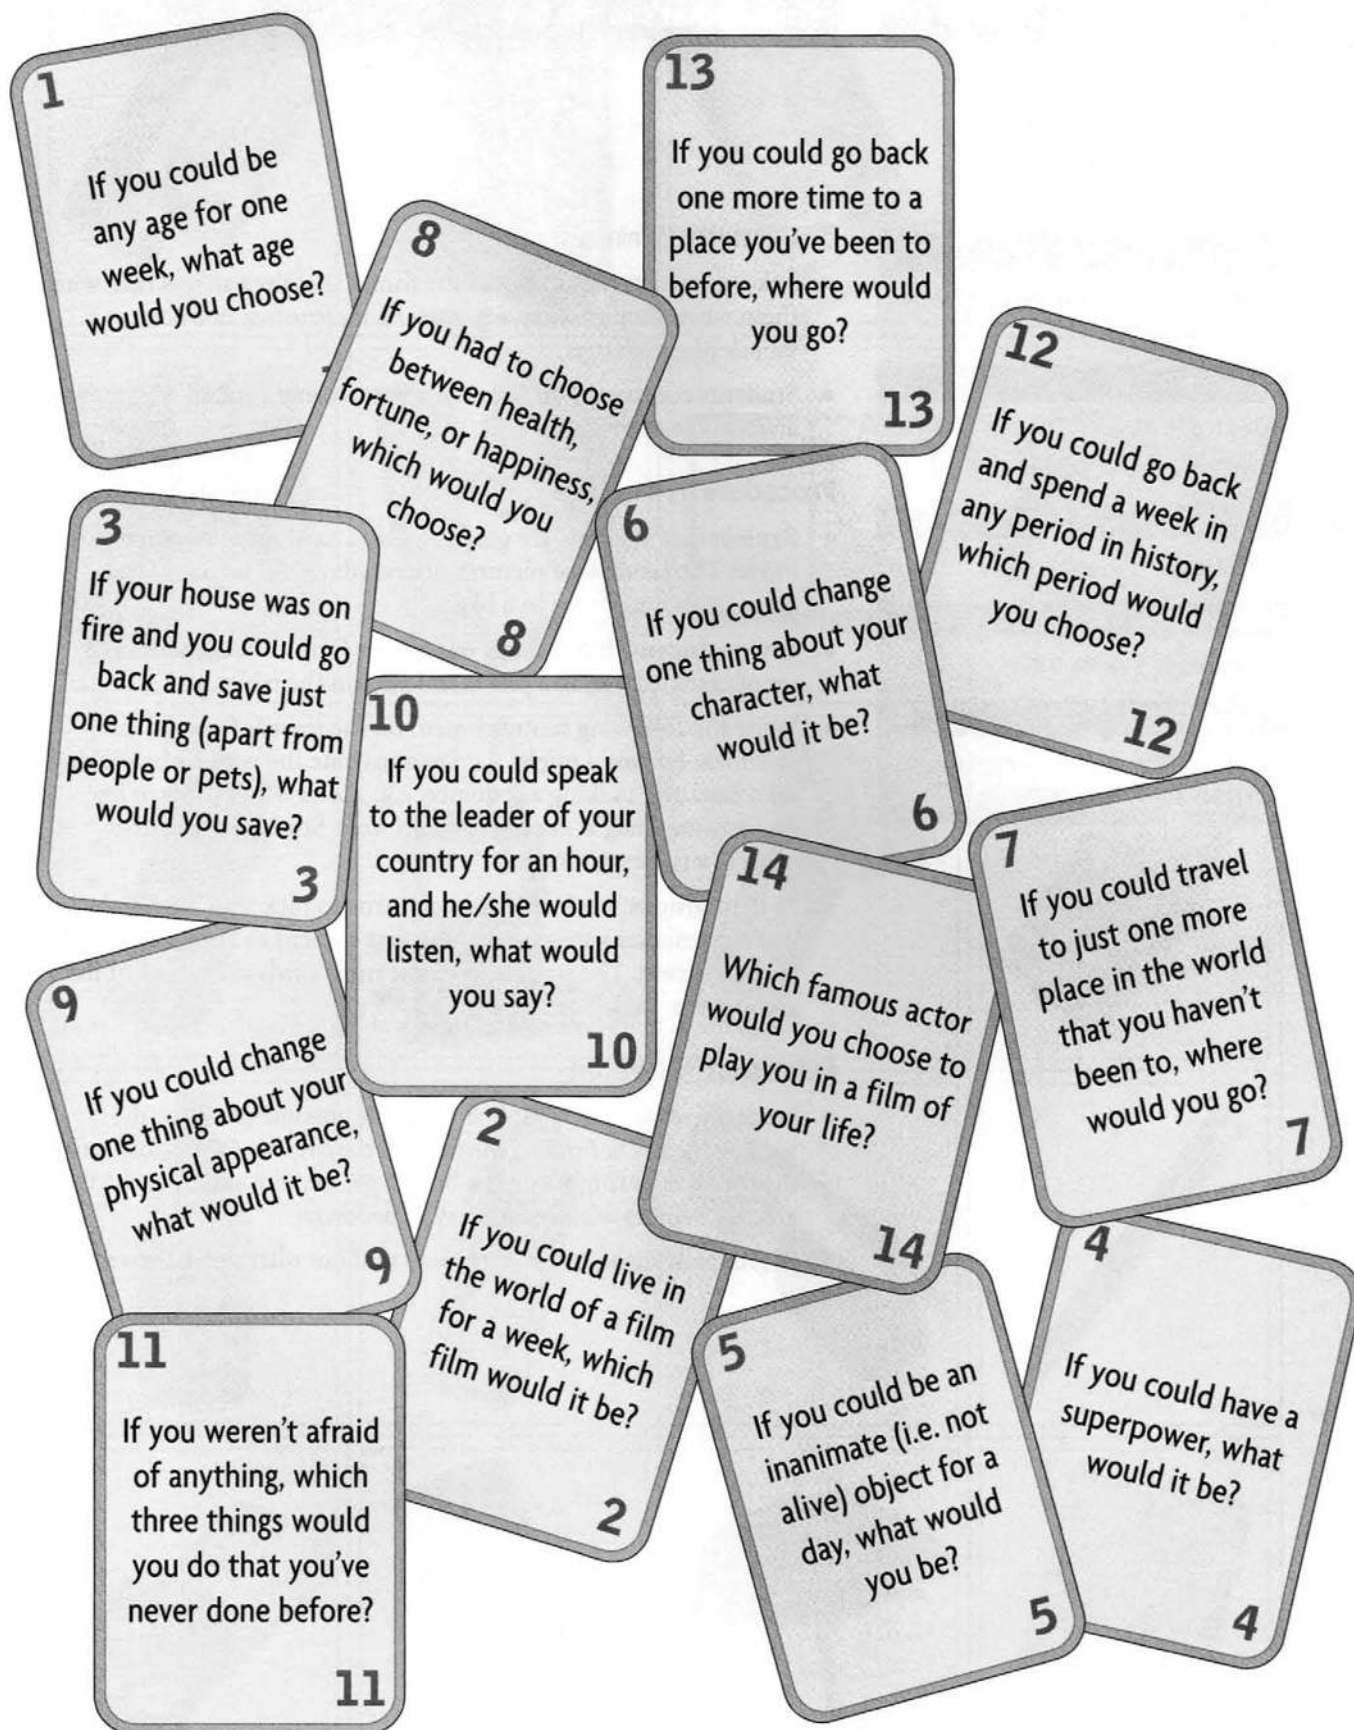 1
If you could be
any age for one
week, what age
would you choose?
13
If you could go back
one more time to a
place you've been to
before, where would
you go?
13
8
If you had to choose
between health,
fortune, or happiness,
which would you
choose?
8
12
If you could go back
and spend a week in
any period in history,
which period would
you choose?
12
3
If your house was on
fire and you could go
back and save just
one thing (apart from
people or pets), what
would you save?
3
6
If you could change
one thing about your
character, what
would it be?
6
10
If you could speak
to the leader of your
country for an hour,
and he/she would
listen, what would
you say?
10
14
Which famous actor
would you choose to
play you in a film of
your life?
14
7
If you could travel
to just one more
place in the world
that you haven't
been to, where
would you go?
7
9
If you could change
one thing about your
physical appearance,
what would it be?
9
2
If you could live in
the world of a film
for a week, which
film would it be?
2
4
If you could have a
superpower, what
would it be?
4
11
If you weren't afraid
of anything, which
three things would
you do that you've
never done before?
11
5
If you could be an
inanimate (i.e. not
alive) object for a
day, what would
you be?
5